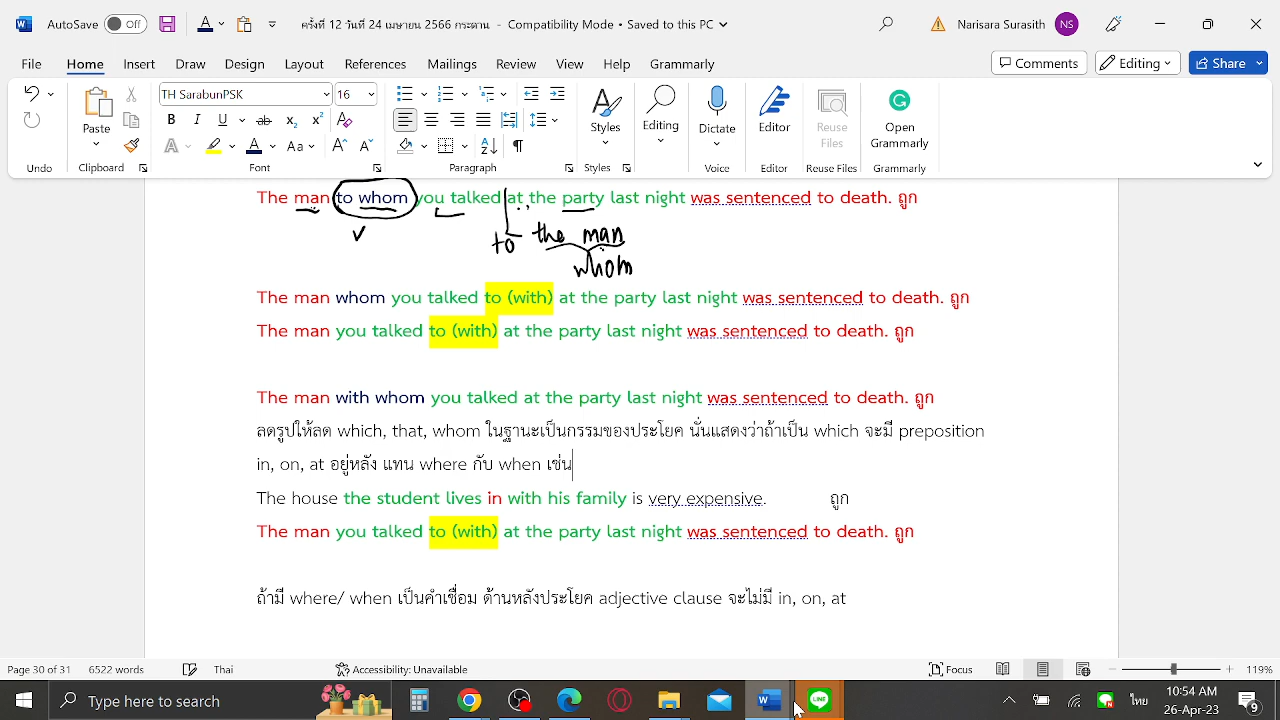 AutoSave Off ครั้งที่ 12 วันที่ 24 เมษายน 2566 กระดาน - Compatibility Mode • Saved to this PC Narisara Surasith NS
File Home Insert Draw Design Layout References Mailings Review View Help Grammarly Comments Editing Share
TH SarabunPSK 16
Paste Styles Editing Dictate Editor Reuse Files Open Grammarly
Undo Clipboard Font Paragraph Styles Voice Editor Reuse Files Grammarly
The man to whom you talked at the party last night was sentenced to death. ถูก
to the man
whom
The man whom you talked to (with) at the party last night was sentenced to death. ถูก
The man you talked to (with) at the party last night was sentenced to death. ถูก
The man with whom you talked at the party last night was sentenced to death. ถูก
ลดรูปให้ลด which, that, whom ในฐานะเป็นกรรมของประโยค นั่นแสดงว่าถ้าเป็น which จะมี preposition
in, on, at อยู่หลัง แทน where กับ when เช่น
The house the student lives in with his family is very expensive. ถูก
The man you talked to (with) at the party last night was sentenced to death. ถูก
ถ้ามี where/ when เป็นคำเชื่อม ด้านหลังประโยค adjective clause จะไม่มี in, on, at
Page 30 of 31 6522 words Thai Accessibility: Unavailable Focus 119%
Type here to search ไทย 10:54 AM
26-Apr-23 9